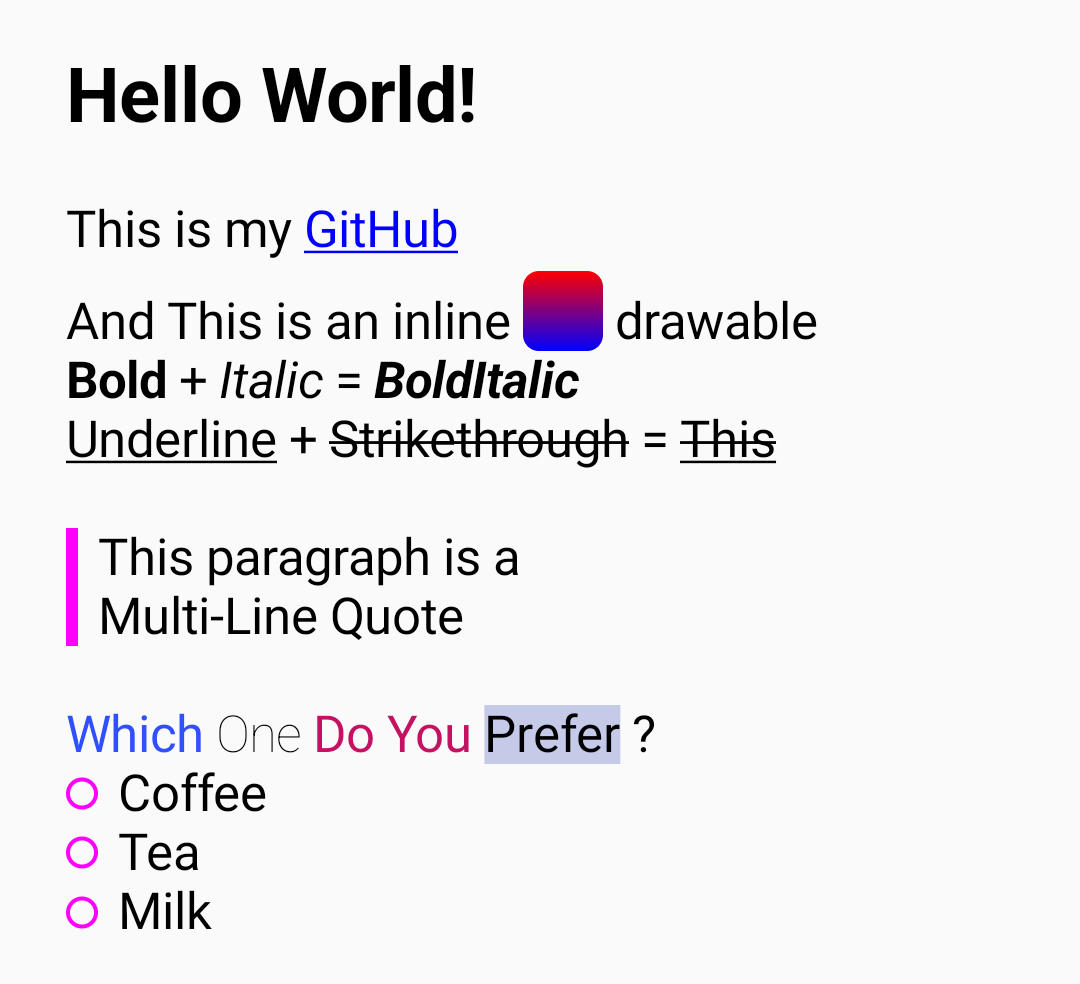 Hello World!
This is my GitHub
And This is an inline drawable
Bold + Italic = BoldItalic
Underline + Strikethrough = This
This paragraph is a
Multi-Line Quote
Which One Do You Prefer ?
Coffee
Tea
Milk